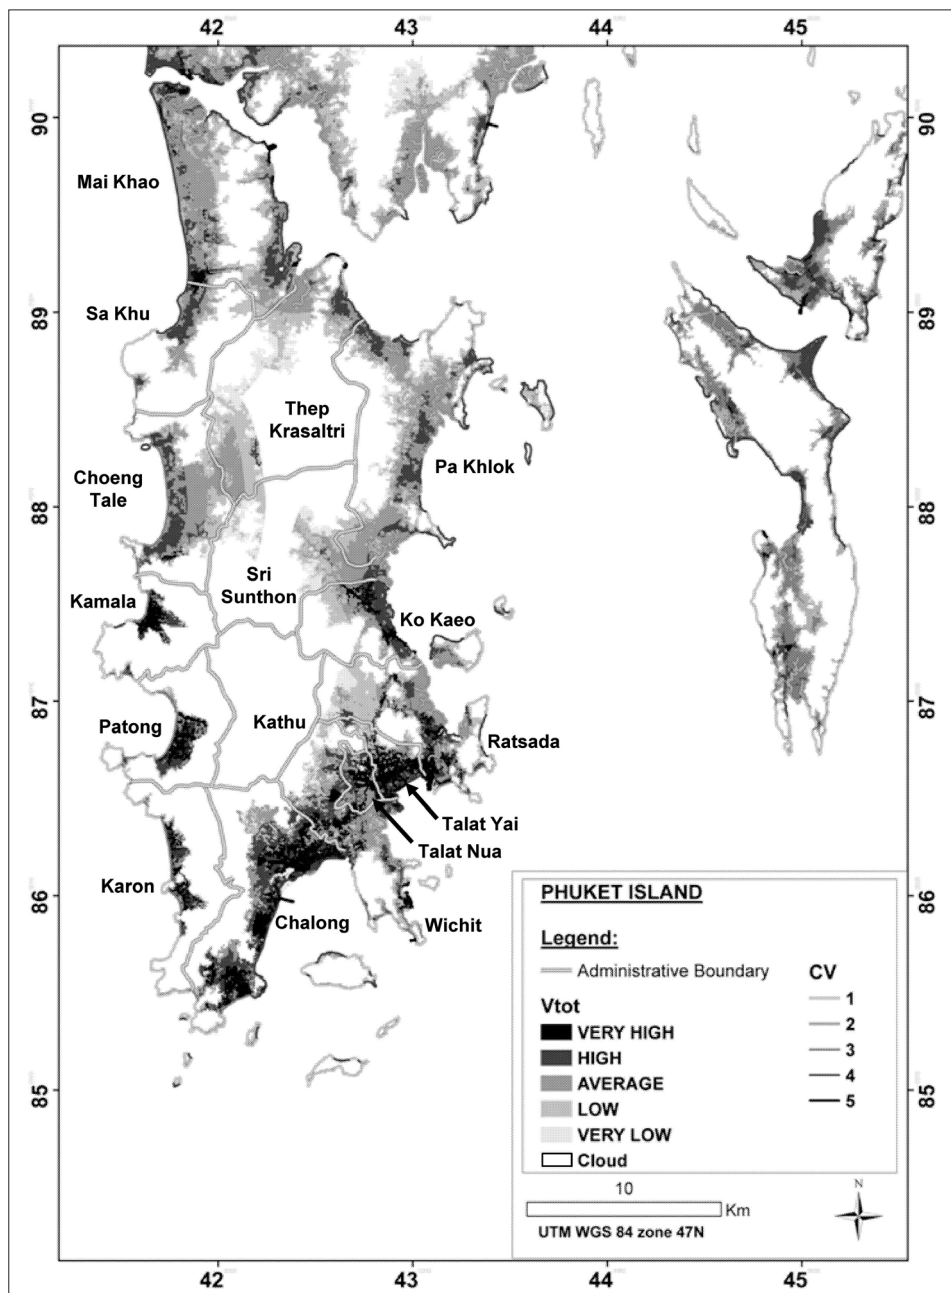 42 43 44 45
90
90
Mai Khao
89
89
Sa Khu
Thep
Krasaltri
Pa Khlok
Choeng
Tale
88
88
Sri
Sunthon
Kamala
Ko Kaeo
87
87
Patong
Kathu
Ratsada
Talat Yai
Talat Nua
86
86
Karon
Chalong
Wichit
PHUKET ISLAND
Legend:
Administrative Boundary
CV
1
2
3
4
5
Vtot
VERY HIGH
HIGH
AVERAGE
LOW
VERY LOW
Cloud
85
85
10
Km
N
UTM WGS 84 zone 47N
42 43 44 45